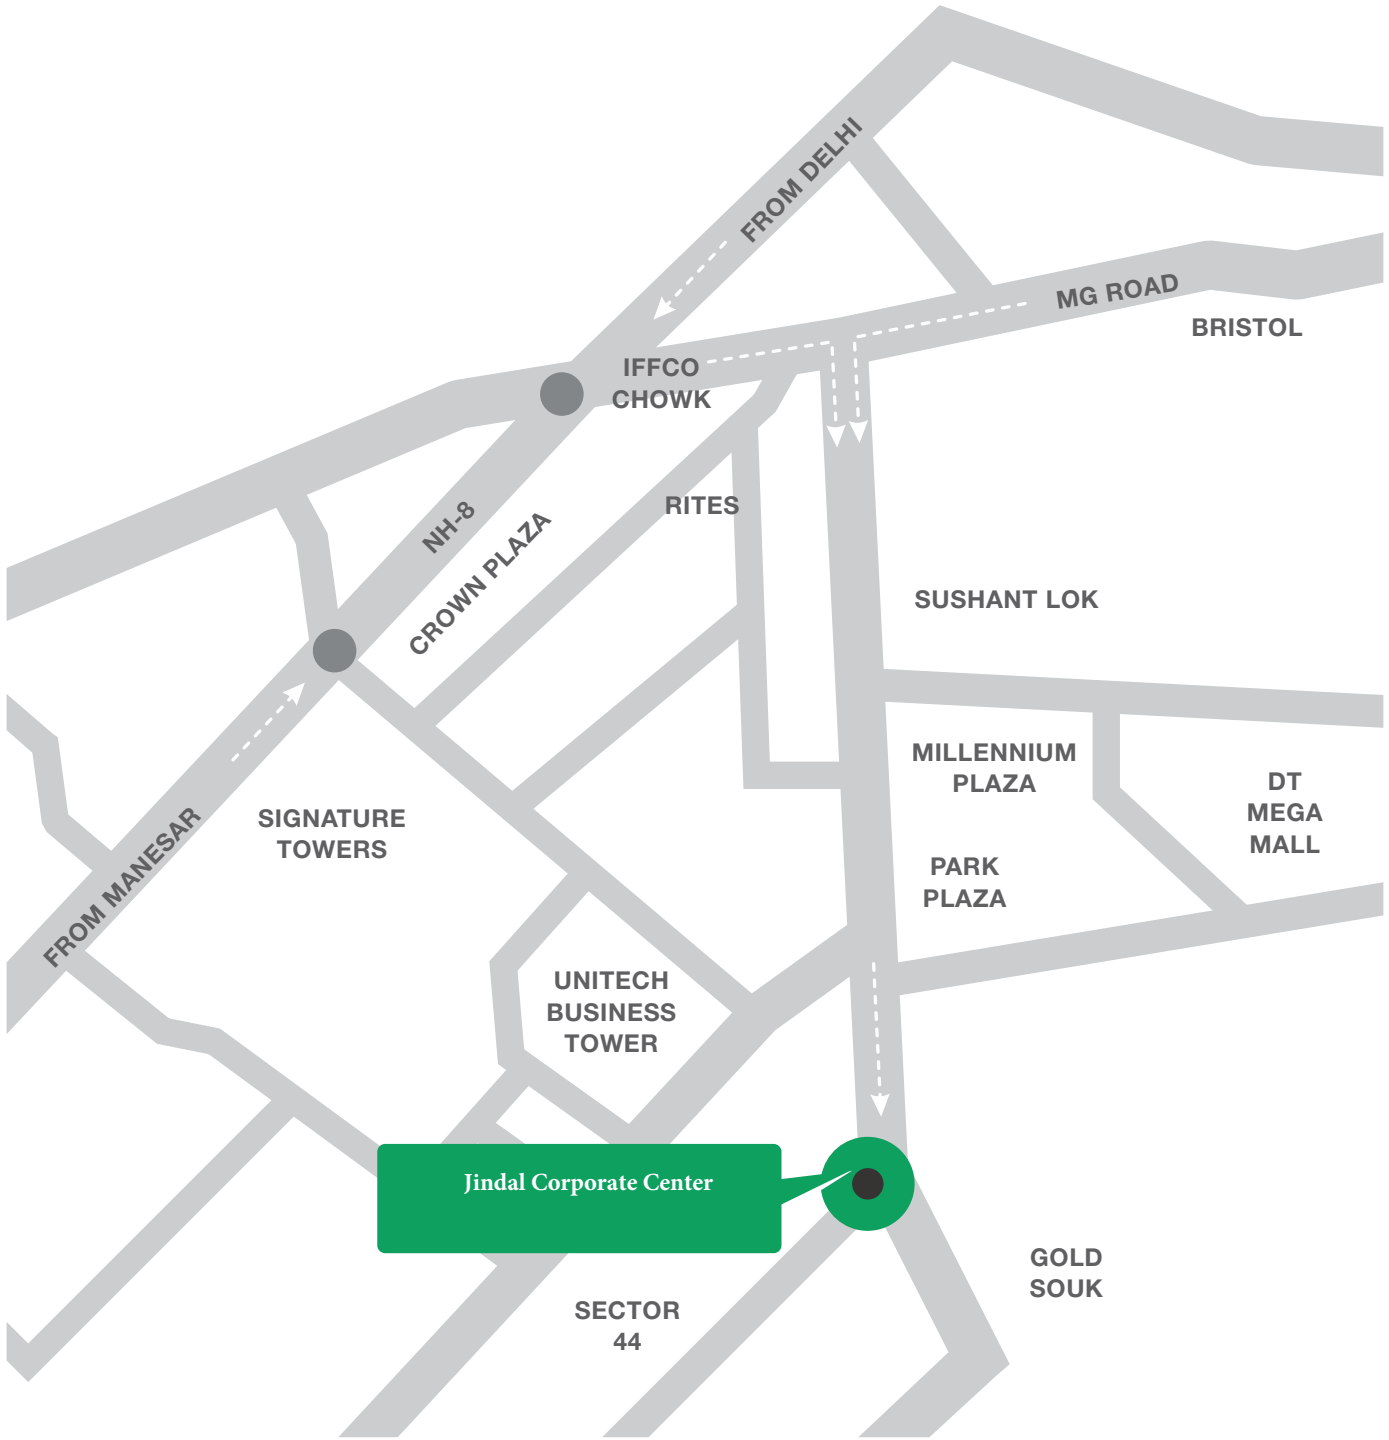 FROM DELHI
MG ROAD
BRISTOL
IFFCO
CHOWK
RITES
NH-8
CROWN PLAZA
SUSHANT LOK
MILLENNIUM
PLAZA
DT
MEGA
MALL
SIGNATURE
TOWERS
FROM MANESAR
PARK
PLAZA
UNITECH
BUSINESS
TOWER
Jindal Corporate Center
GOLD
SOUK
SECTOR
44